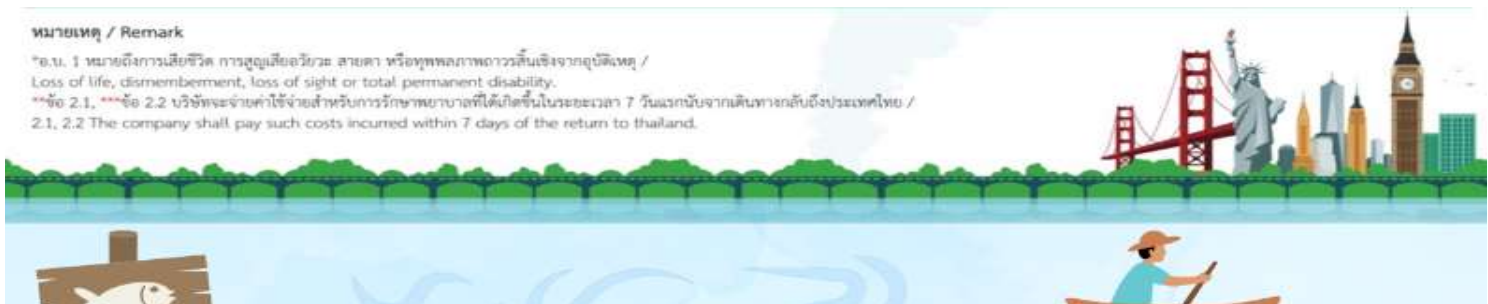 หมายเหตุ / Remark
*อ.บ. 1 หมายถึงการเสียชีวิต การสูญเสียอวัยวะ สายตา หรือทุพพลภาพถาวรสิ้นเชิงจากอุบัติเหตุ /
Loss of life, dismemberment, loss of sight or total permanent disability.
**ข้อ 2.1, ***ข้อ 2.2 บริษัทจะจ่ายค่าใช้จ่ายสำหรับการรักษาพยาบาลที่ได้เกิดขึ้นในระยะเวลา 7 วันแรกนับจากเดินทางกลับถึงประเทศไทย /
2.1, 2.2 The company shall pay such costs incurred within 7 days of the return to thailand.